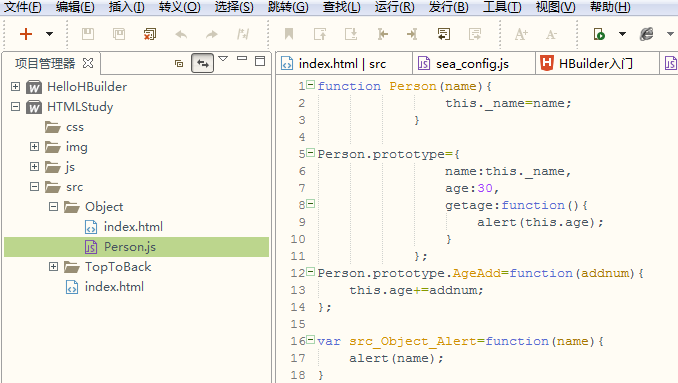 文件(F) 插入(I) 转义(O) 选择(S) 跳转(G) 查找(L) 运行(R) 发行(B) 工具(T) 视图(V) 帮助(H)
项目管理器
index.html | src sea_config.js HBuilder入门
HelloHBuilder
HTMLStudy
css
img
js
src
Object
index.html
Person.js
TopToBack
index.html
1 function Person(name){
2 this._name=name;
3 }
4
5 Person.prototype={
6 name:this._name,
7 age:30,
8 getage:function(){
9 alert(this.age);
10 }
11 };
12 Person.prototype.AgeAdd=function(addnum){
13 this.age+=addnum;
14 };
15
16 var src_Object_Alert=function(name){
17 alert(name);
18 }